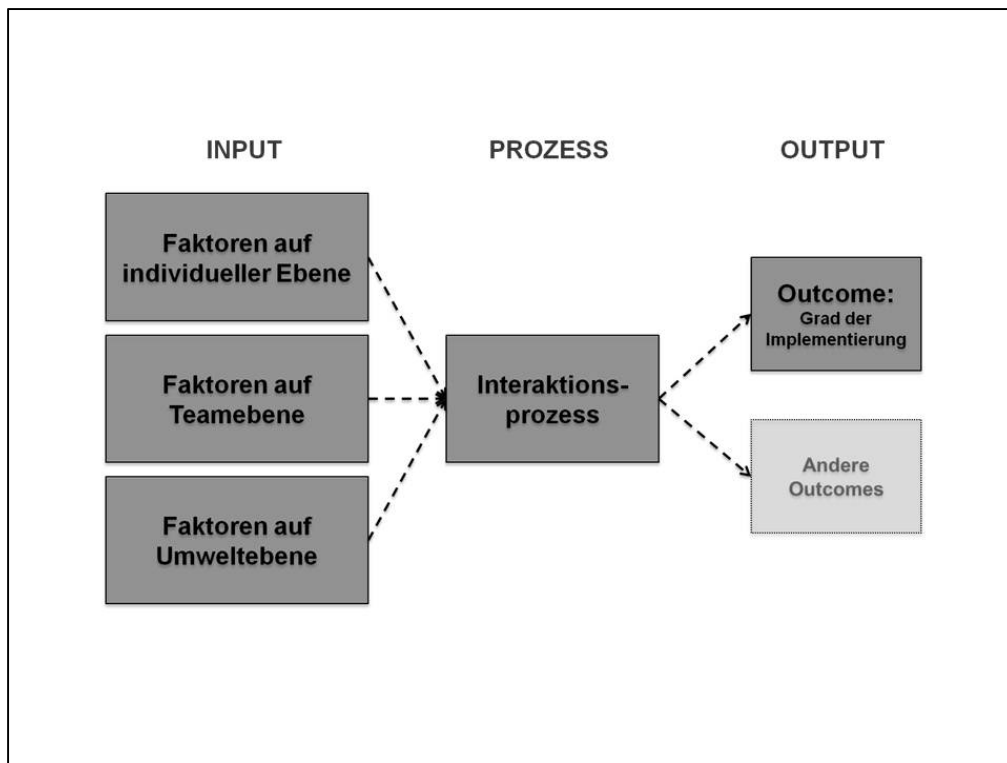 INPUT
PROZESS
OUTPUT
Faktoren auf
individueller Ebene
Faktoren auf
Teamebene
Faktoren auf
Umweltebene
Interaktions-
prozess
Outcome:
Grad der
Implementierung
Andere
Outcomes